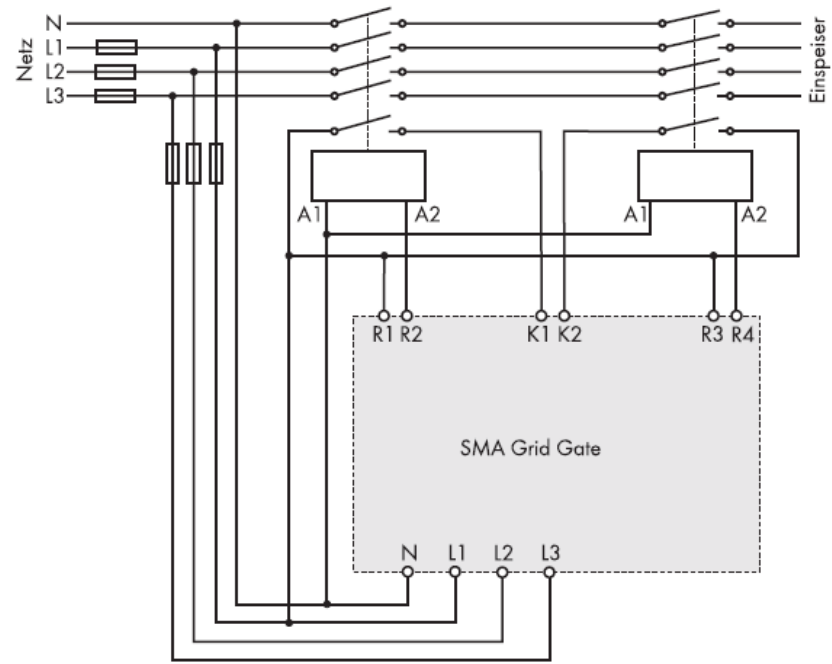 Netz
N
L1
L2
L3
Einspeiser
A1 A2 A1 A2
R1 R2 K1 K2 R3 R4
SMA Grid Gate
N L1 L2 L3